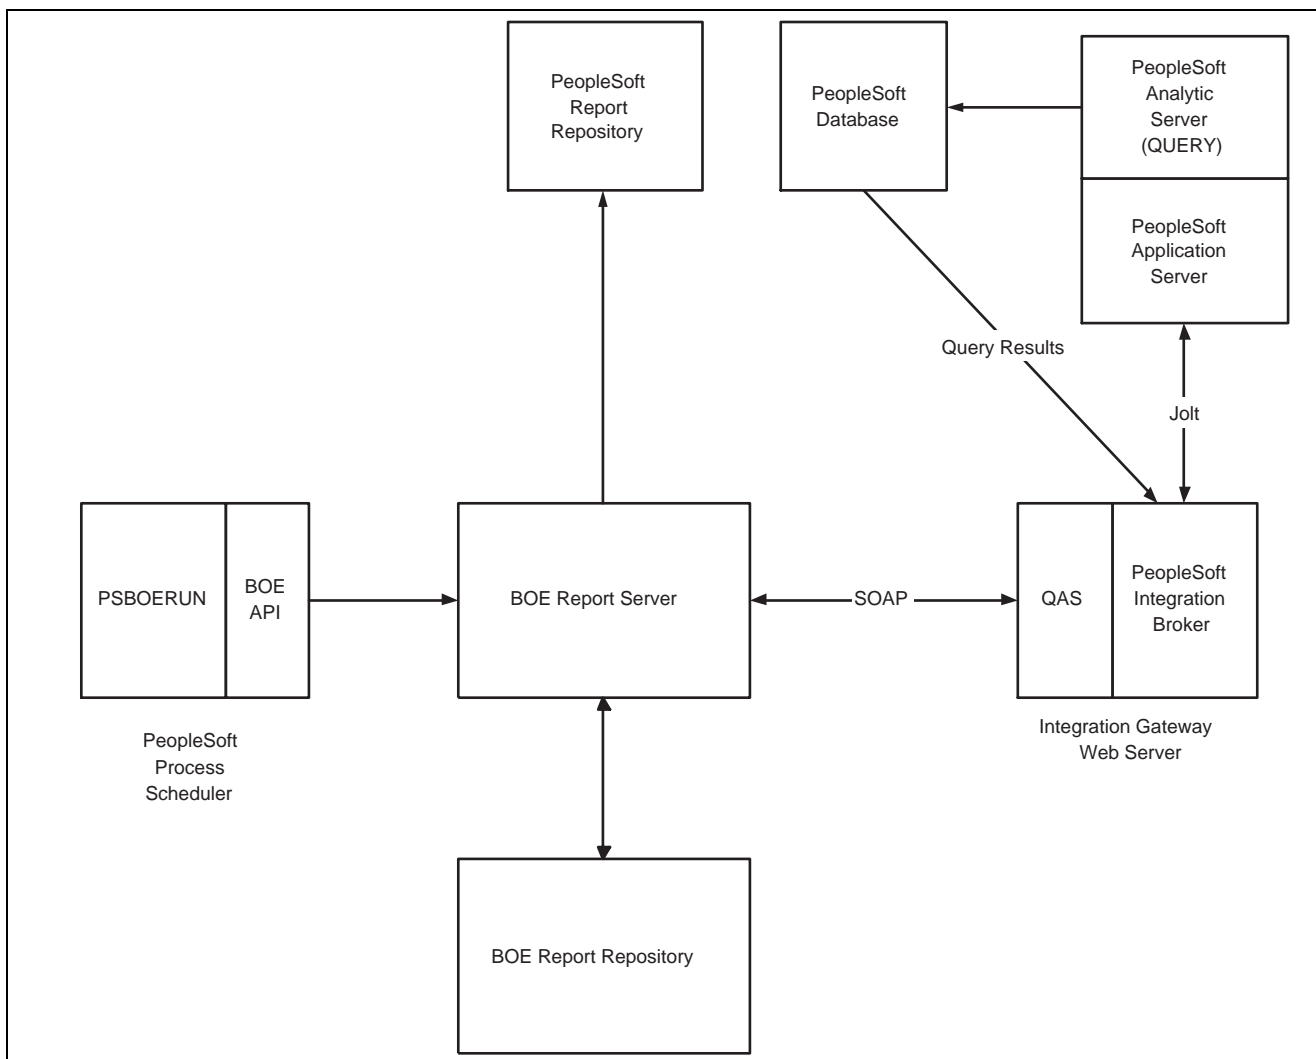 PeopleSoft
Report
Repository
PeopleSoft
Database
PeopleSoft
Analytic
Server
(QUERY)
PeopleSoft
Application
Server
Query Results
Jolt
PSBOERUN
BOE
API
BOE Report Server
SOAP
QAS
PeopleSoft
Integration
Broker
PeopleSoft
Process
Scheduler
Integration Gateway
Web Server
BOE Report Repository